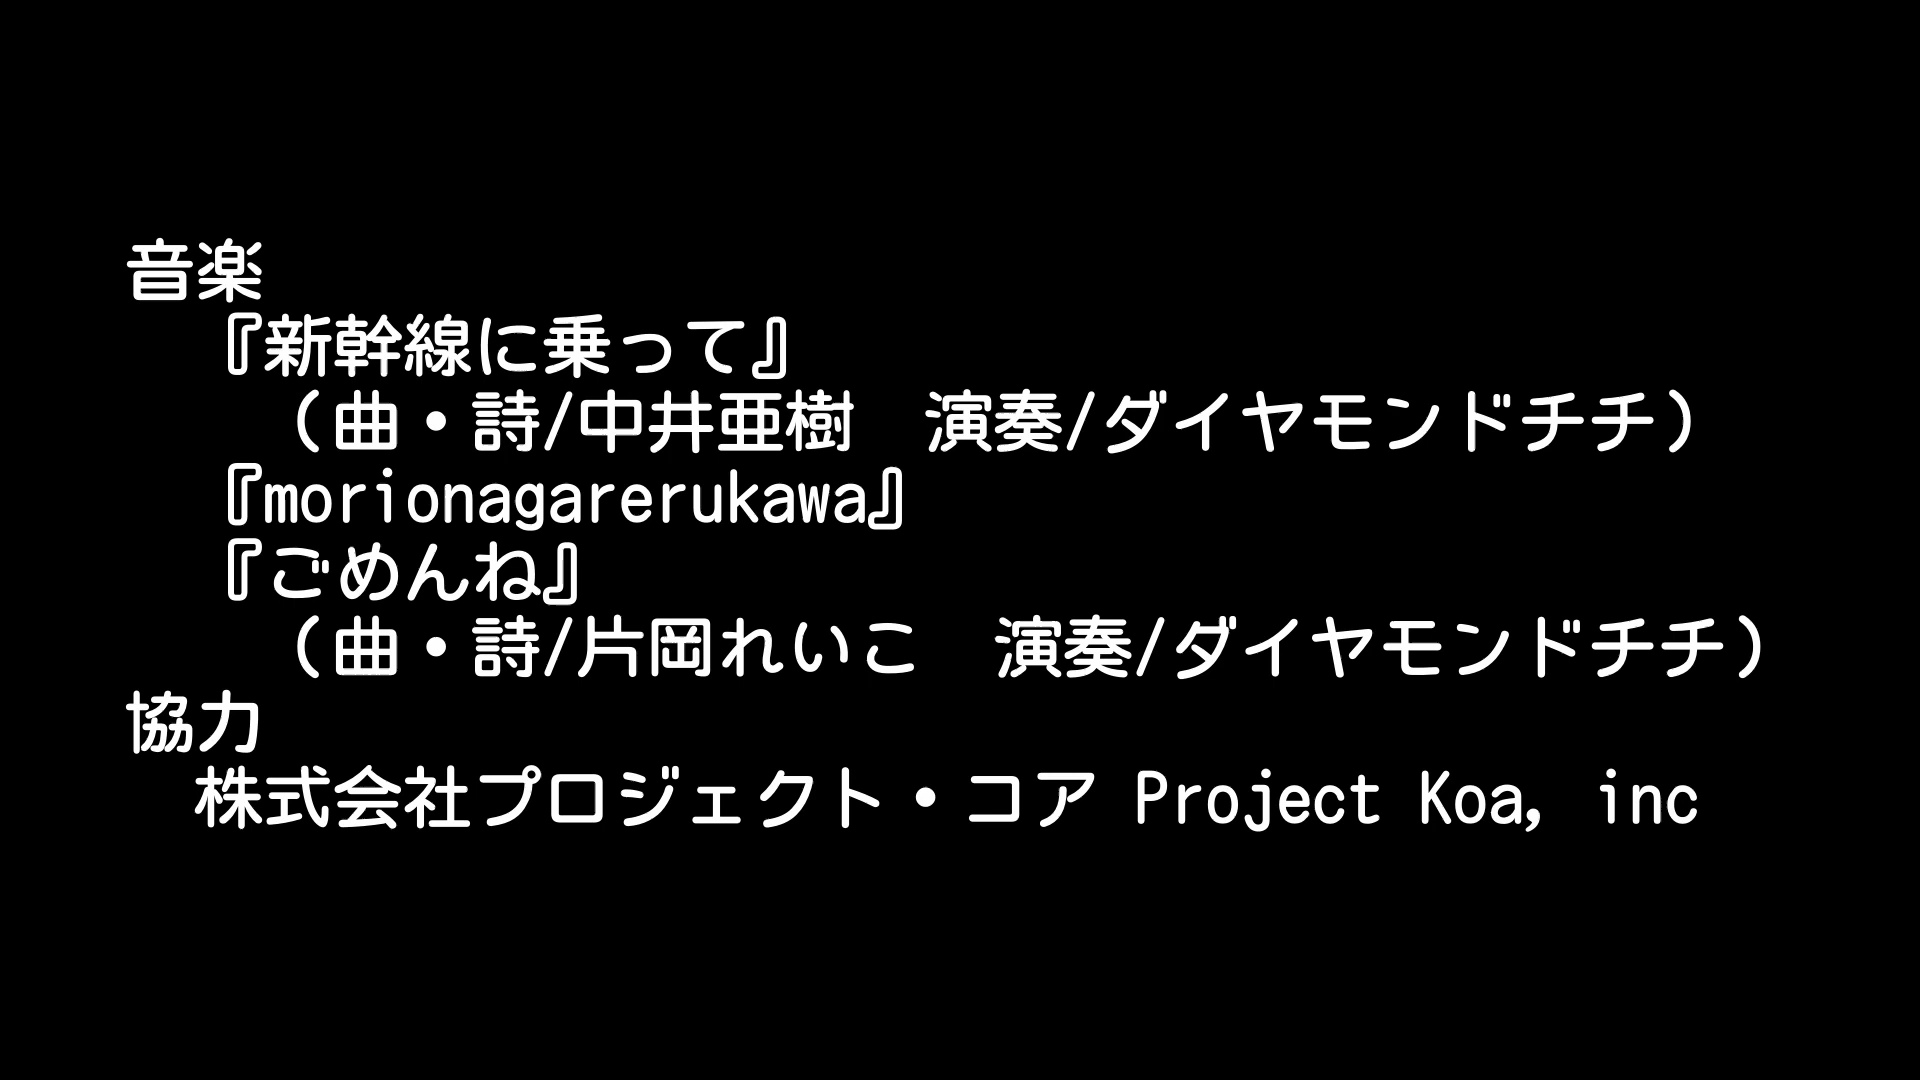 音楽
『新幹線に乗って』
（曲・詩/中井亜樹　演奏/ダイヤモンドチチ）
『morionagarerukawa』
『ごめんね』
（曲・詩/片岡れいこ　演奏/ダイヤモンドチチ）
協力
株式会社プロジェクト・コア Project Koa, inc